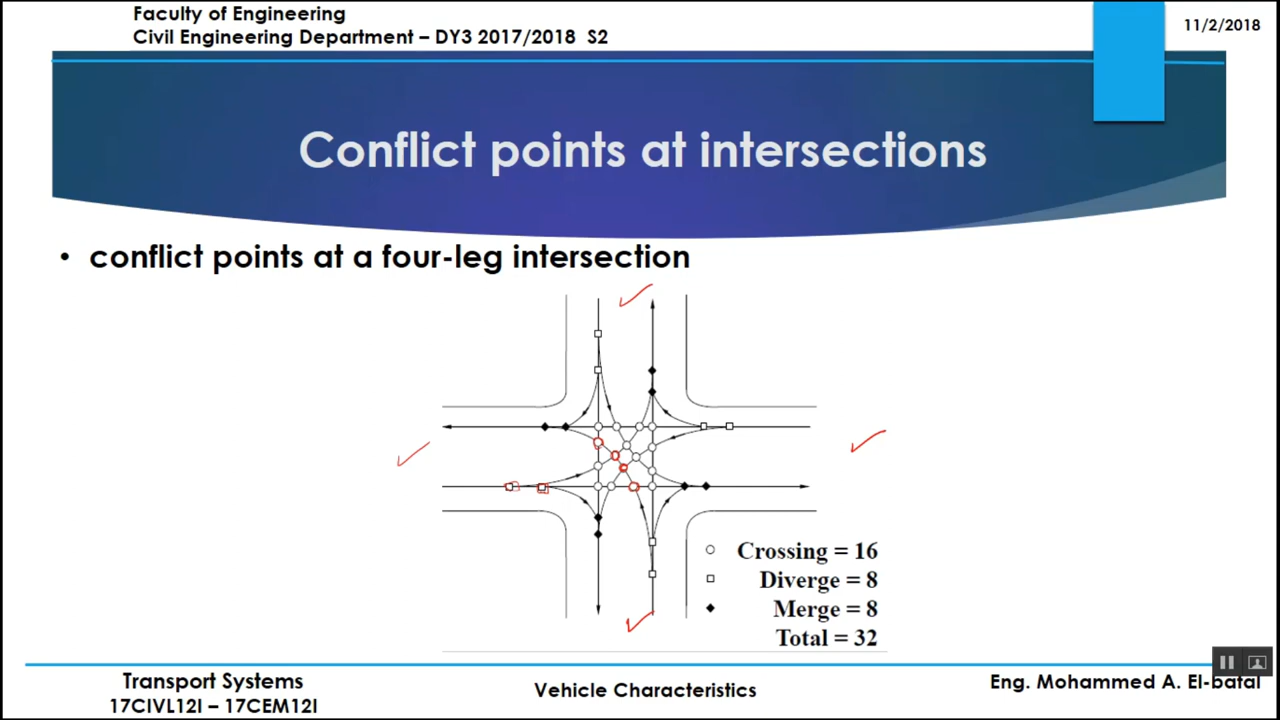 Faculty of Engineering
Civil Engineering Department – DY3 2017/2018 S2
11/2/2018
Conflict points at intersections
• conflict points at a four-leg intersection
Crossing = 16
Diverge = 8
Merge = 8
Total = 32
Transport Systems
17CIVL12I – 17CEM12I
Vehicle Characteristics
Eng. Mohammed A. El-batal